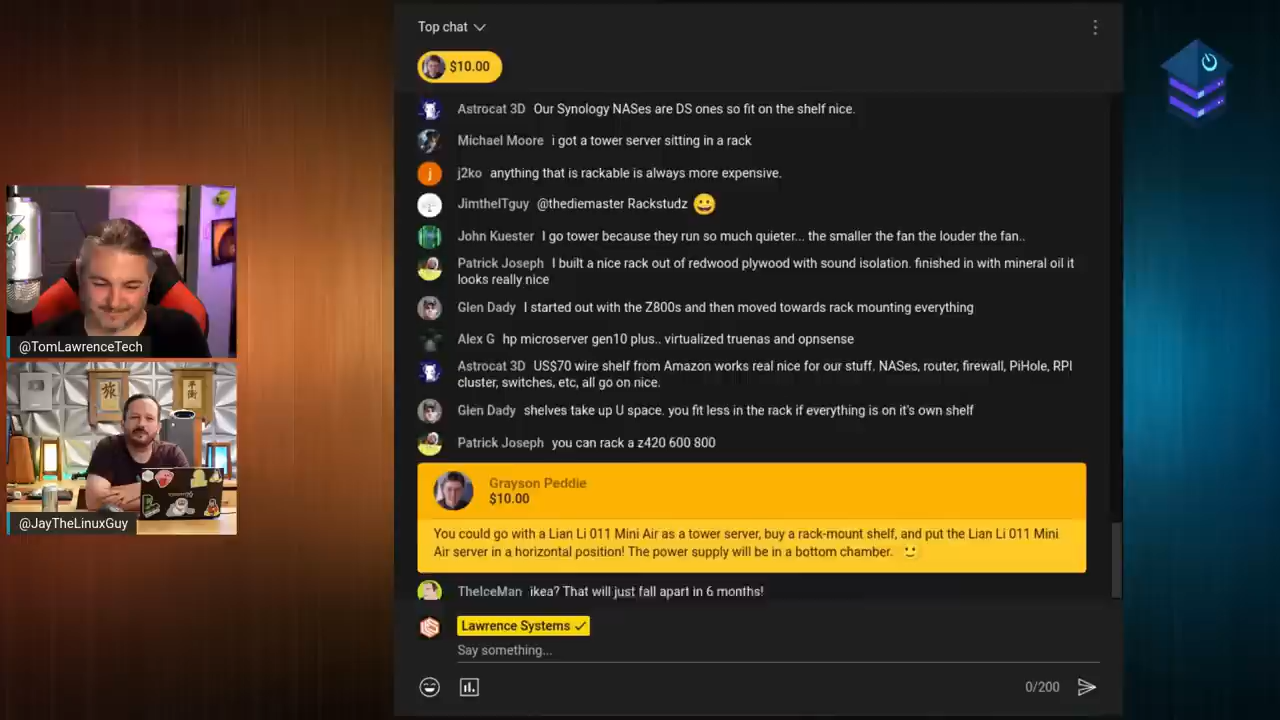 Top chat
$10.00
Astrocat 3D Our Synology NASes are DS ones so fit on the shelf nice.
Michael Moore i got a tower server sitting in a rack
j j2ko anything that is rackable is always more expensive.
JimtheITguy @thediemaster Rackstudz 😀
John Kuester I go tower because they run so much quieter... the smaller the fan the louder the fan..
Patrick Joseph I built a nice rack out of redwood plywood with sound isolation. finished in with mineral oil it
looks really nice
Glen Dady I started out with the Z800s and then moved towards rack mounting everything
Alex G hp microserver gen10 plus.. virtualized truenas and opnsense
Astrocat 3D US$70 wire shelf from Amazon works real nice for our stuff. NASes, router, firewall, PiHole, RPI
cluster, switches, etc, all go on nice.
Glen Dady shelves take up U space. you fit less in the rack if everything is on it's own shelf
Patrick Joseph you can rack a z420 600 800
Grayson Peddie
$10.00
You could go with a Lian Li 011 Mini Air as a tower server, buy a rack-mount shelf, and put the Lian Li 011 Mini
Air server in a horizontal position! The power supply will be in a bottom chamber. 🙂
TheIceMan ikea? That will just fall apart in 6 months!
Lawrence Systems ✓
Say something...
0/200
@TomLawrenceTech
旅
平
衡
@JayTheLinuxGuy